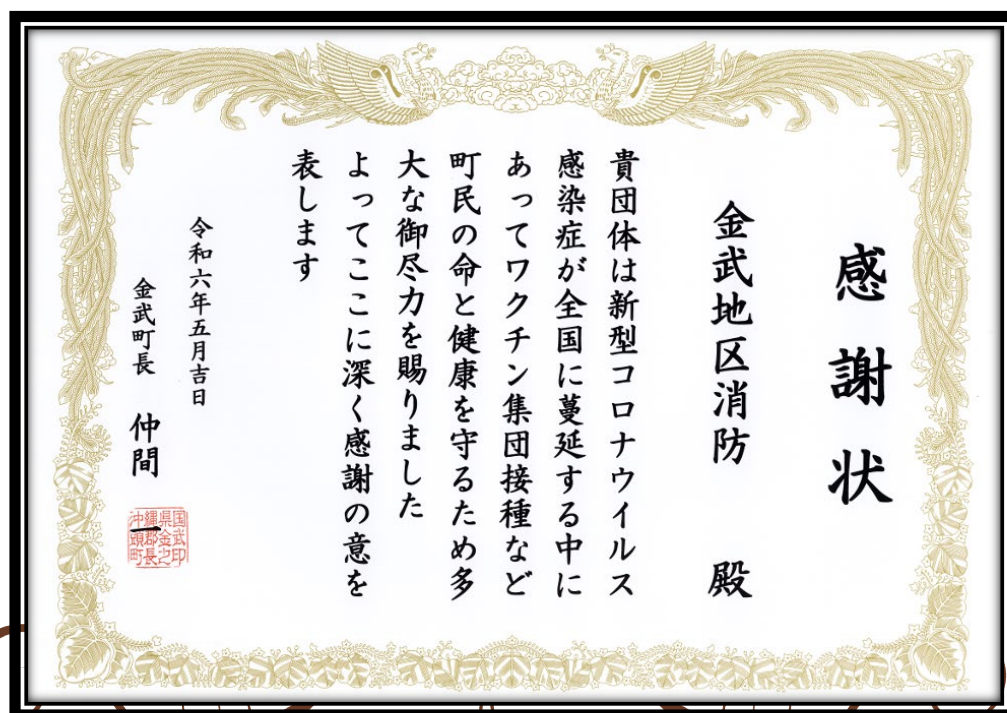 感謝状
金武地区消防 殿
貴団体は新型コロナウイルス
感染症が全国に蔓延する中に
あってワクチン集団接種など
町民の命と健康を守るため多
大な御尽力を賜りました
よってここに深く感謝の意を
表します
令和六年五月吉日
金武町長 仲間 一